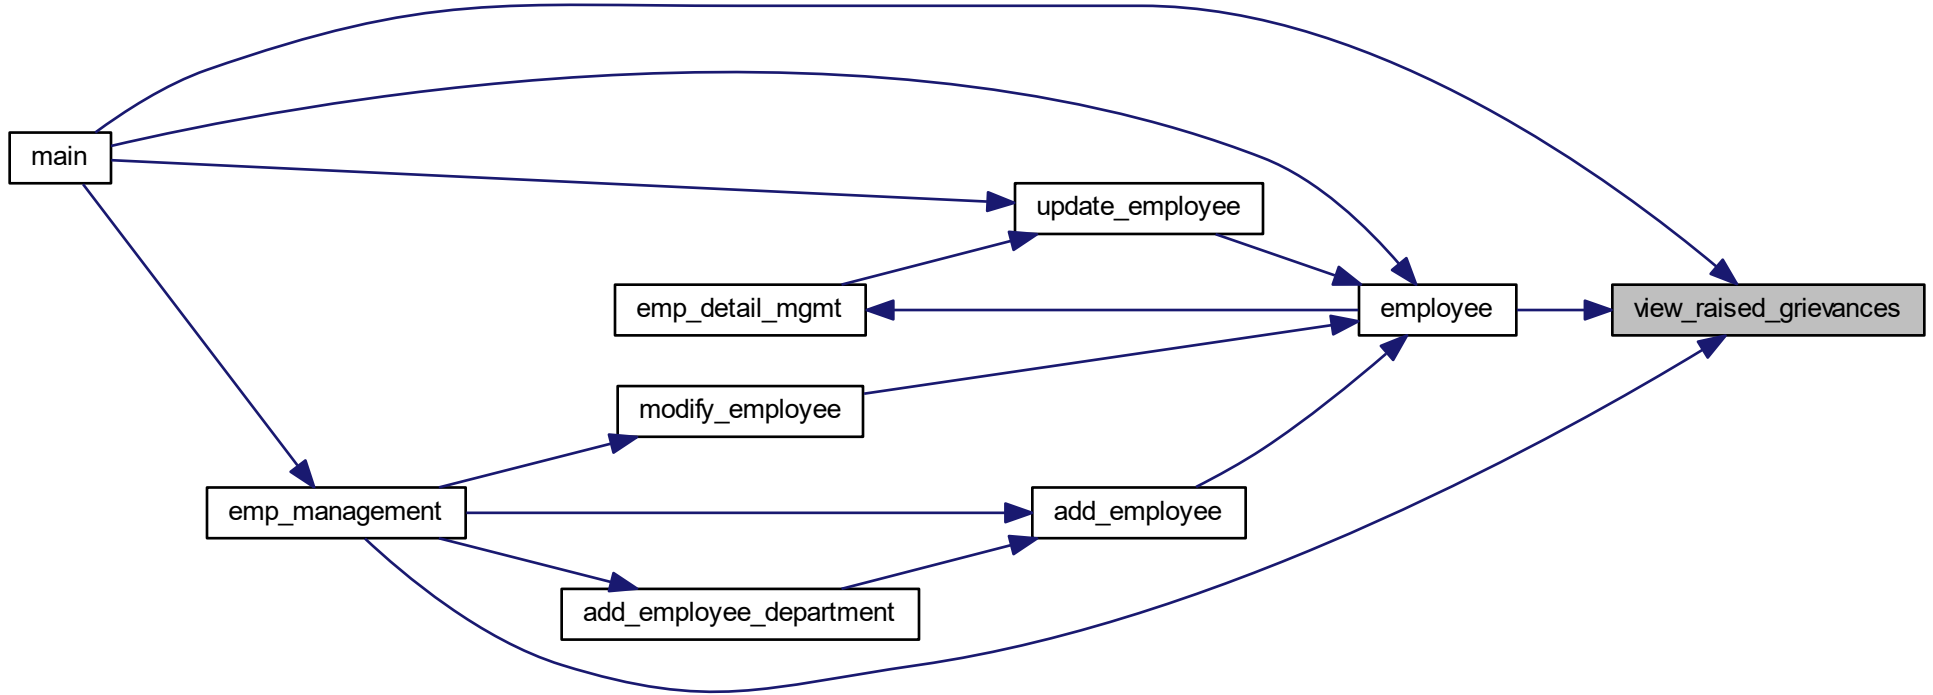 main
update_employee
emp_detail_mgmt
employee
view_raised_grievances
modify_employee
emp_management
add_employee
add_employee_department